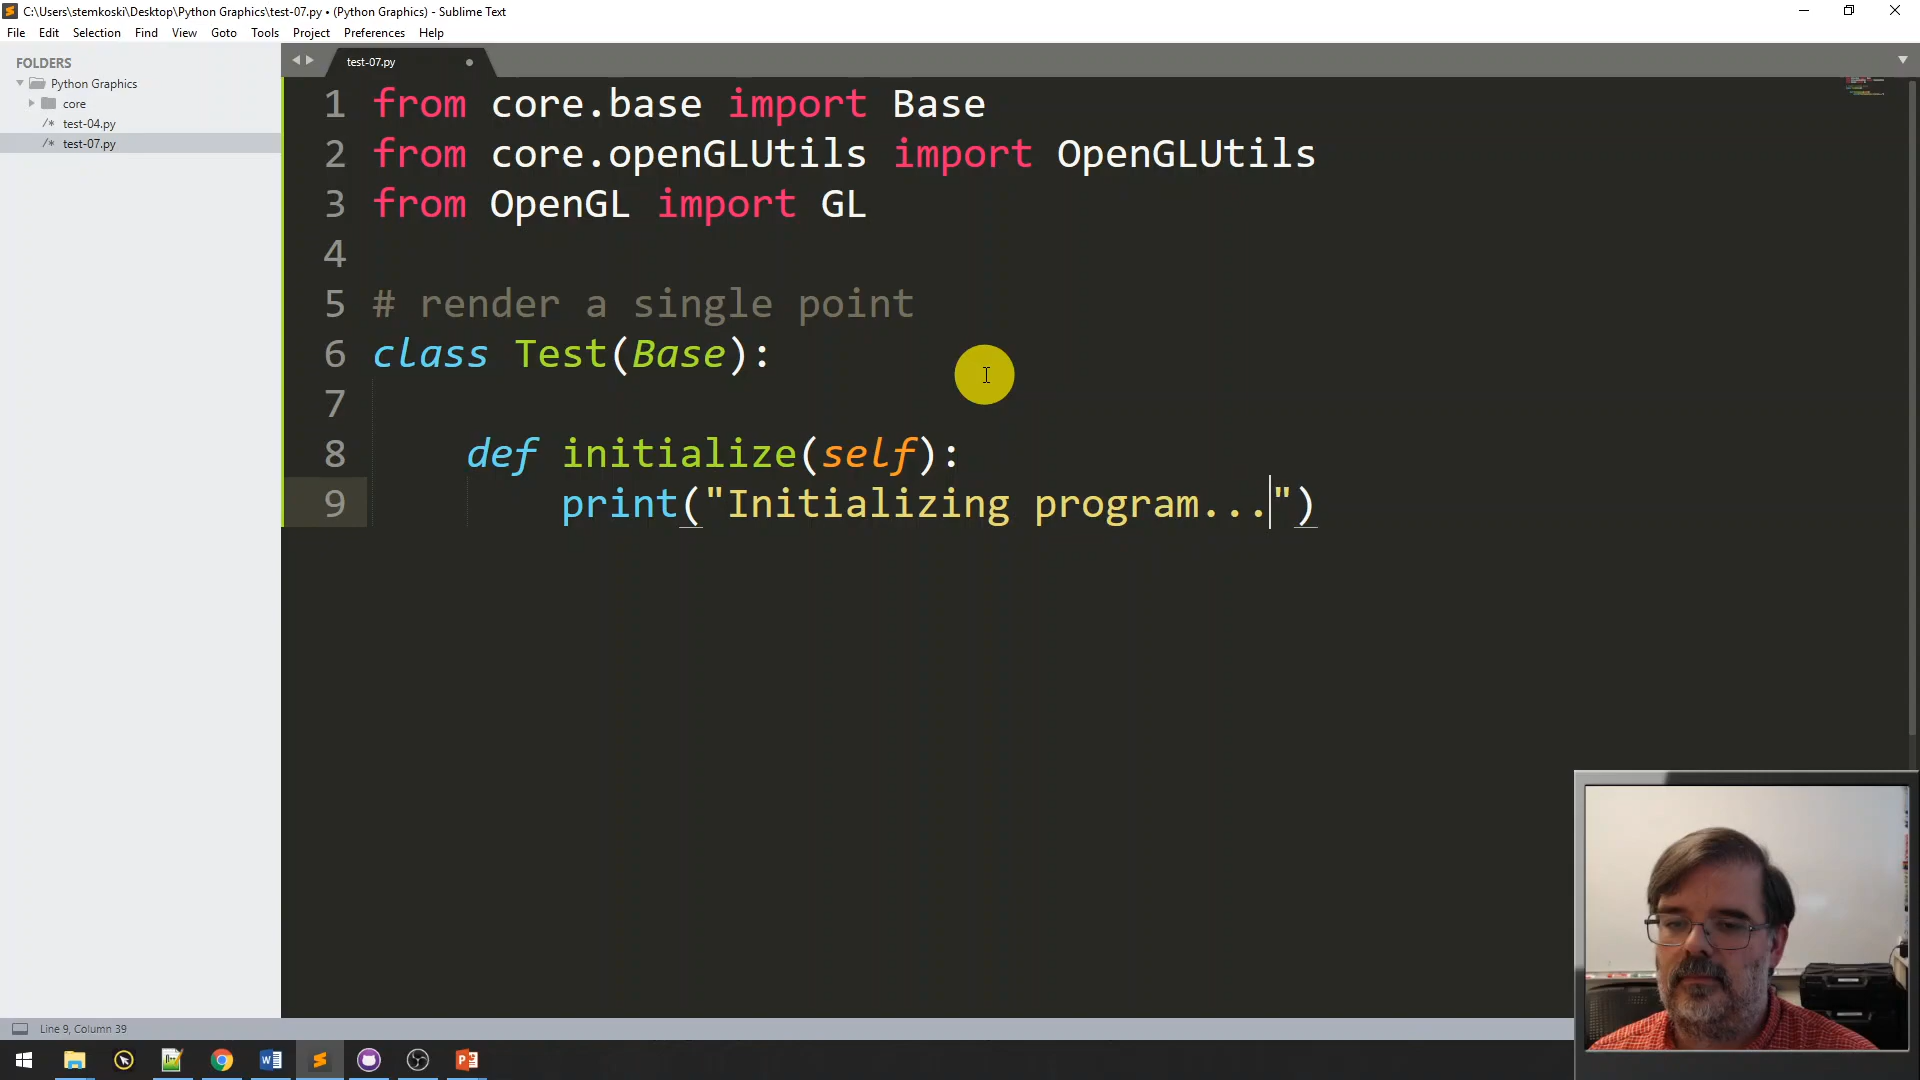 C:\Users\stemkoski\Desktop\Python Graphics\test-07.py • (Python Graphics) - Sublime Text
File Edit Selection Find View Goto Tools Project Preferences Help
FOLDERS
Python Graphics
core
/* test-04.py
/* test-07.py
test-07.py
1 from core.base import Base
2 from core.openGLUtils import OpenGLUtils
3 from OpenGL import GL
4
5 # render a single point
6 class Test(Base):
7
8 def initialize(self):
9 print("Initializing program...")
Line 9, Column 39